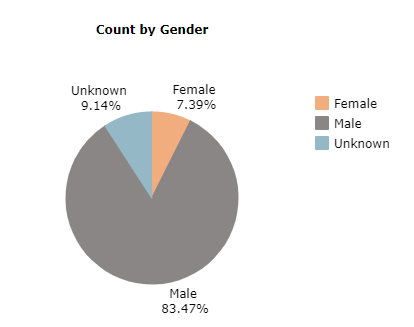 Count by Gender
Unknown
9.14%
Female
7.39%
Female
Male
Unknown
Male
83.47%